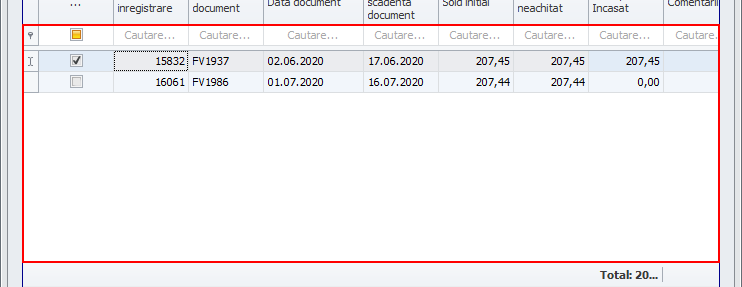 ... inregistrare document Data document scadenta document Sold initial neachitat Incasat Comentarii
Cautare... Cautare... Cautare... Cautare... Cautare... Cautare... Cautare... Cautare...
15832 FV1937 02.06.2020 17.06.2020 207,45 207,45 207,45
16061 FV1986 01.07.2020 16.07.2020 207,44 207,44 0,00
Total: 20...